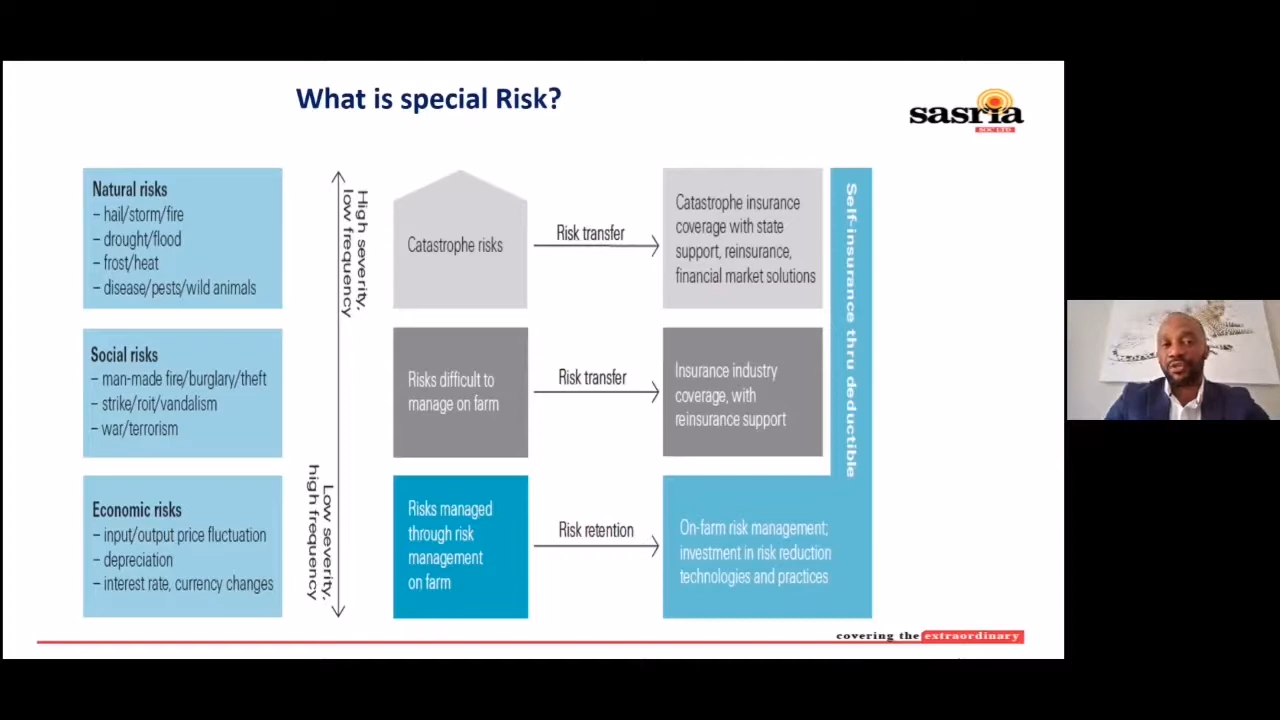 What is special Risk?
sasria
SOC LTD
Natural risks
– hail/storm/fire
– drought/flood
– frost/heat
– disease/pests/wild animals
Social risks
– man-made fire/burglary/theft
– strike/roit/vandalism
– war/terrorism
Economic risks
– input/output price fluctuation
– depreciation
– interest rate, currency changes
High severity,
low frequency
Low severity,
high frequency
Catastrophe risks
Risk transfer
Catastrophe insurance
coverage with state
support, reinsurance,
financial market solutions
Risks difficult to
manage on farm
Risk transfer
Insurance industry
coverage, with
reinsurance support
Risks managed
through risk
management
on farm
Risk retention
On-farm risk management;
investment in risk reduction
technologies and practices
Self-insurance thru deductible
covering the extraordinary